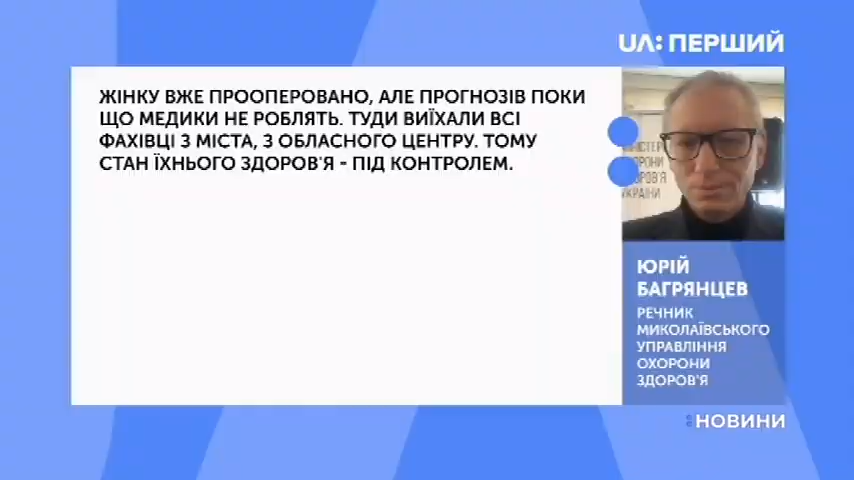 UA: ПЕРШИЙ
ЖІНКУ ВЖЕ ПРООПЕРОВАНО, АЛЕ ПРОГНОЗІВ ПОКИ
ЩО МЕДИКИ НЕ РОБЛЯТЬ. ТУДИ ВИЇХАЛИ ВСІ
ФАХІВЦІ З МІСТА, З ОБЛАСНОГО ЦЕНТРУ. ТОМУ
СТАН ЇХНЬОГО ЗДОРОВ'Я - ПІД КОНТРОЛЕМ.
ЮРІЙ
БАГРЯНЦЕВ
РЕЧНИК
МИКОЛАЇВСЬКОГО
УПРАВЛІННЯ
ОХОРОНИ
ЗДОРОВ'Я
НОВИНИ